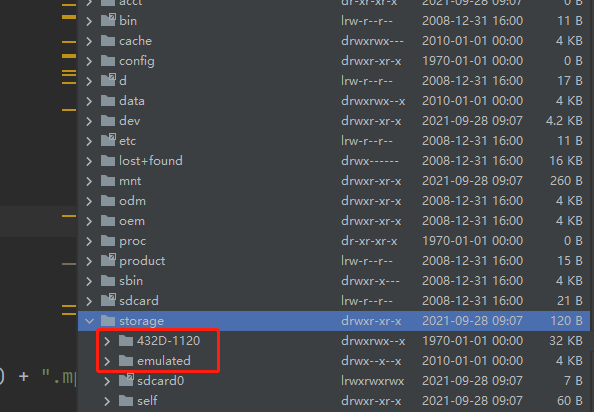 acct drwxr-xr-x 2021-09-28 09:07 0 B
bin lrw-r--r-- 2008-12-31 16:00 11 B
cache drwxrwx--- 2010-01-01 00:00 4 KB
config drwxr-xr-x 1970-01-01 00:00 0 B
d lrw-r--r-- 2008-12-31 16:00 17 B
data drwxrwx--x 2010-01-01 00:00 4 KB
dev drwxr-xr-x 2021-09-28 09:07 4.2 KB
etc lrw-r--r-- 2008-12-31 16:00 11 B
lost+found drwx------ 2008-12-31 16:00 16 KB
mnt drwxr-xr-x 2021-09-28 09:07 260 B
odm drwxr-xr-x 2008-12-31 16:00 4 KB
oem drwxr-xr-x 2008-12-31 16:00 4 KB
proc dr-xr-xr-x 1970-01-01 00:00 0 B
product lrw-r--r-- 2008-12-31 16:00 15 B
sbin drwxr-x--- 2008-12-31 16:00 4 KB
sdcard lrw-r--r-- 2008-12-31 16:00 21 B
storage drwxr-xr-x 2021-09-28 09:07 120 B
432D-1120 drwxrwx--x 1970-01-01 00:00 32 KB
) + ".mp emulated drwx--x--x 2010-01-01 00:00 4 KB
sdcard0 lrwxrwxrwx 2021-09-28 09:07 7 B
self drwxr-xr-x 2021-09-28 09:07 60 B